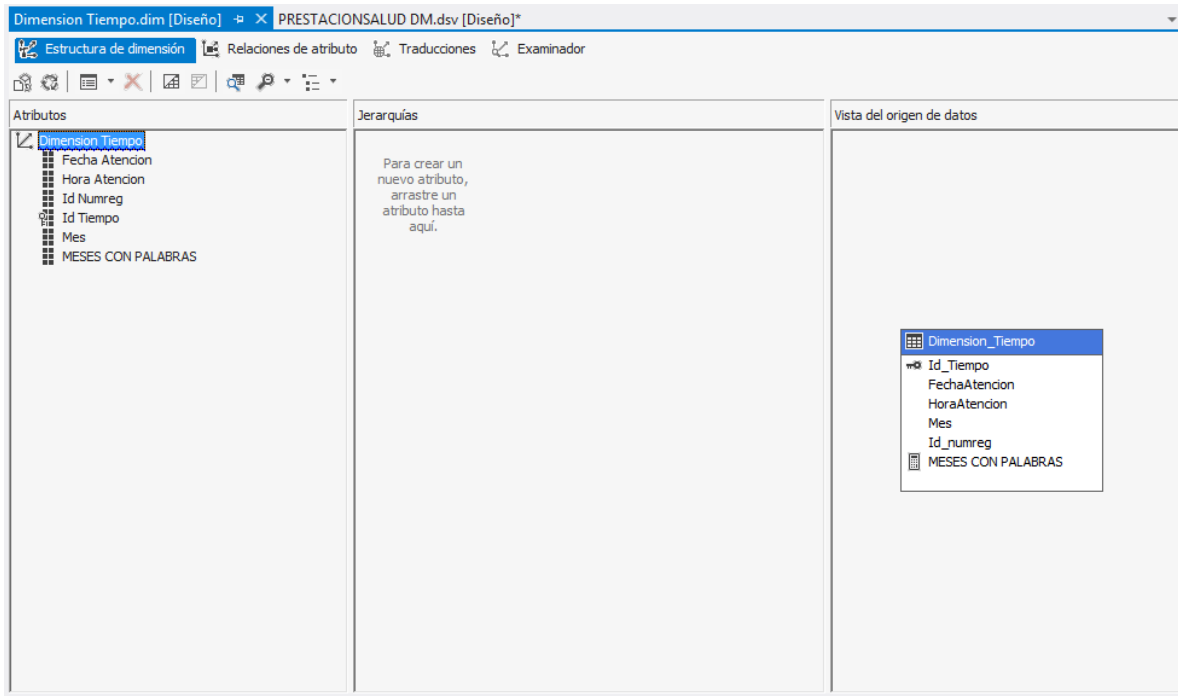 Dimension Tiempo.dim [Diseño] PRESTACIONSALUD DM.dsv [Diseño]*
Estructura de dimensión Relaciones de atributo Traducciones Examinador
Atributos
Dimension Tiempo
Fecha Atencion
Hora Atencion
Id Numreg
Id Tiempo
Mes
MESES CON PALABRAS
Jerarquías
Para crear un
nuevo atributo,
arrastre un
atributo hasta
aquí.
Vista del origen de datos
Dimension_Tiempo
Id_Tiempo
FechaAtencion
HoraAtencion
Mes
Id_numreg
MESES CON PALABRAS